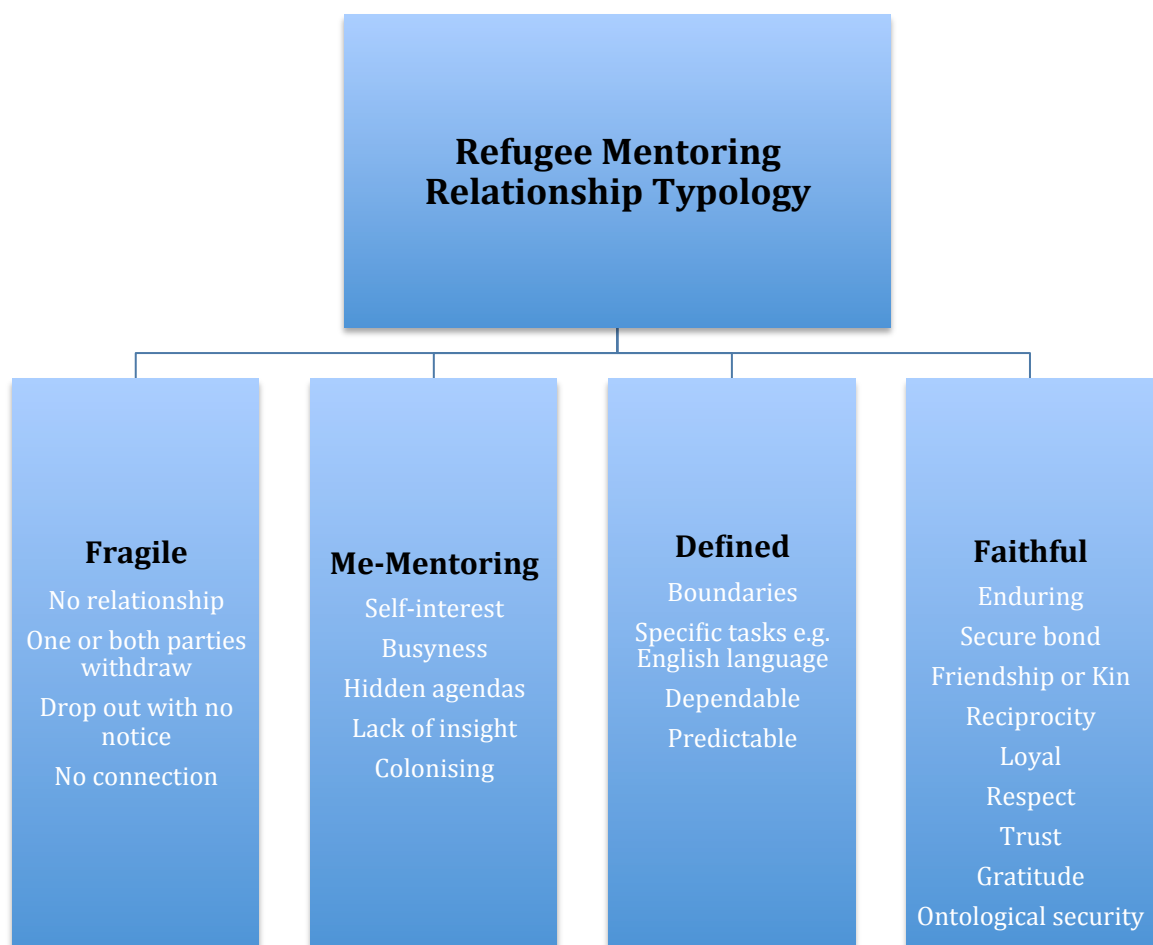 Refugee Mentoring
Relationship Typology
Fragile
No relationship
One or both parties
withdraw
Drop out with no
notice
No connection
Me-Mentoring
Self-interest
Busyness
Hidden agendas
Lack of insight
Colonising
Defined
Boundaries
Specific tasks e.g.
English language
Dependable
Predictable
Faithful
Enduring
Secure bond
Friendship or Kin
Reciprocity
Loyal
Respect
Trust
Gratitude
Ontological security